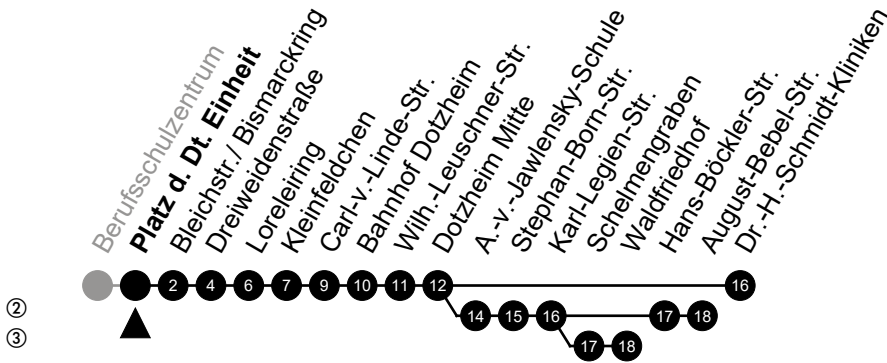 Berufsschulzentrum
Platz d. Dt. Einheit
Bleichstr./ Bismarckring
Dreiweidenstraße
Loreleiring
Kleinfeldchen
Carl-v.-Linde-Str.
Bahnhof Dotzheim
Wilh.-Leuschner-Str.
Dotzheim Mitte
A.-v.-Jawlensky-Schule
Stephan-Born-Str.
Karl-Legien-Str.
Schelmengraben
Waldfriedhof
Hans-Böckler-Str.
August-Bebel-Str.
Dr.-H.-Schmidt-Kliniken
2 4 6 7 9 10 11 12 16
② 14 15 16 17 18
③ 17 18